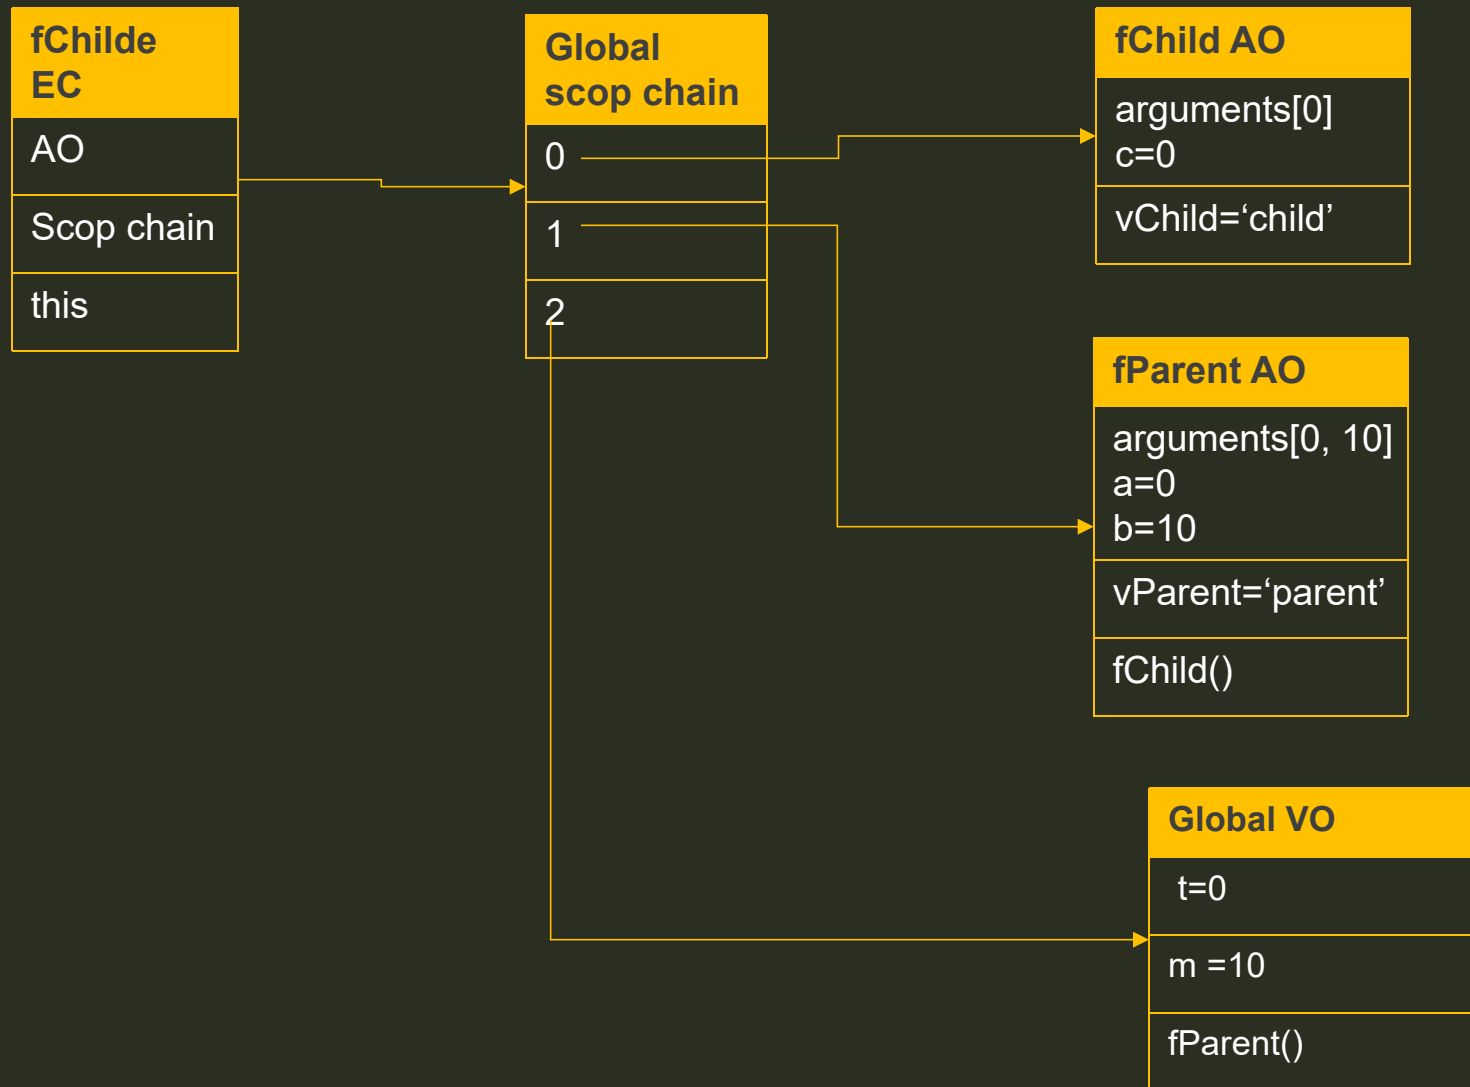 fChilde
EC
AO
Scop chain
this
Global
scop chain
0
1
2
fChild AO
arguments[0]
c=0
vChild=‘child’
fParent AO
arguments[0, 10]
a=0
b=10
vParent=‘parent’
fChild()
Global VO
t=0
m =10
fParent()